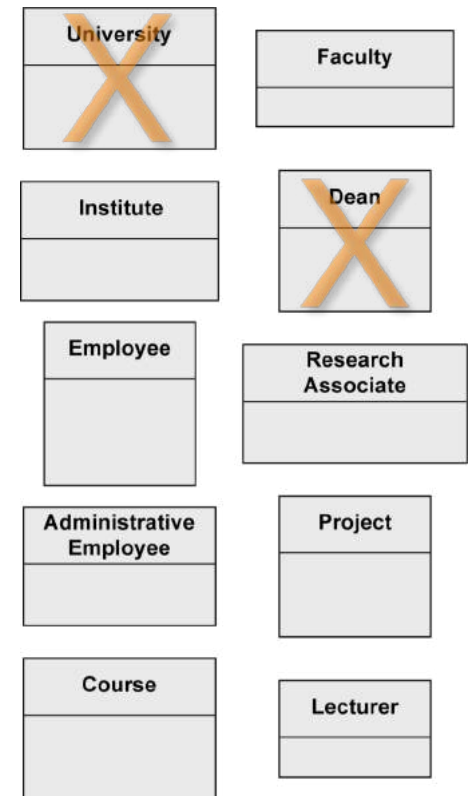 University
Faculty
Institute
Dean
Employee
Research
Associate
Administrative
Employee
Project
Course
Lecturer